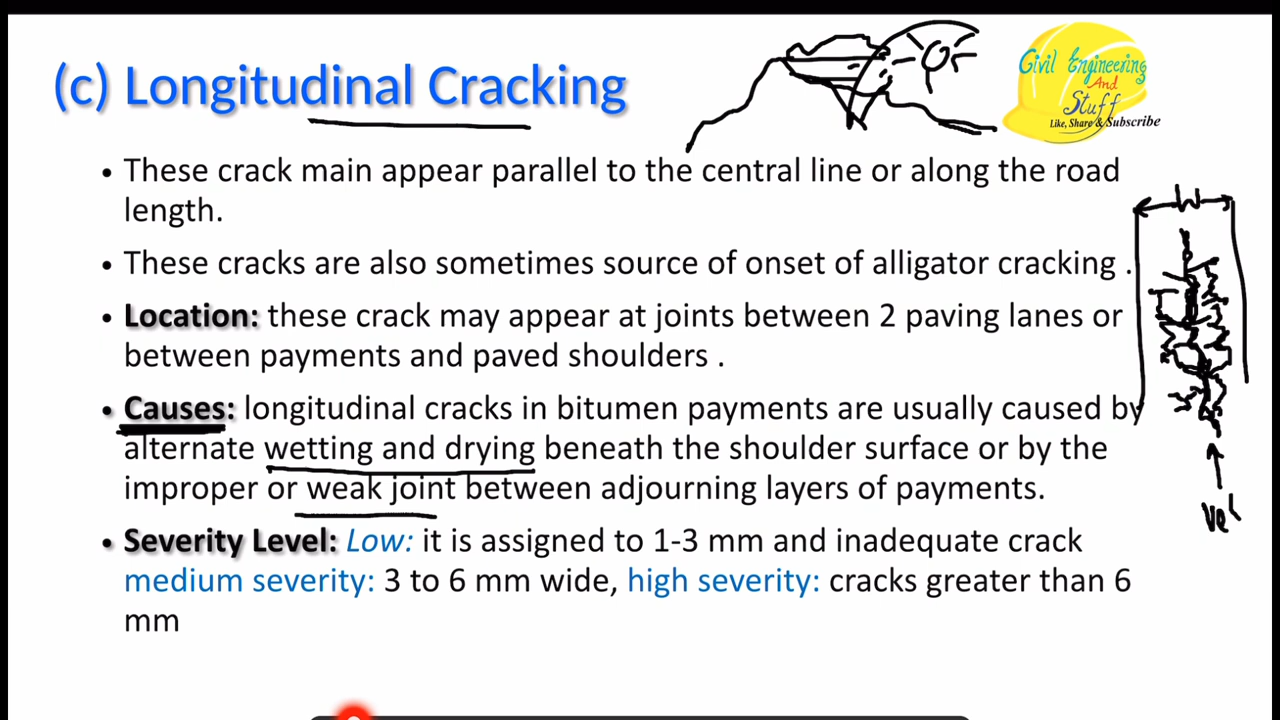 (c) Longitudinal Cracking
Civil Engineering
And
Stuff
Like, Share & Subscribe
• These crack main appear parallel to the central line or along the road
length.
• These cracks are also sometimes source of onset of alligator cracking .
• Location: these crack may appear at joints between 2 paving lanes or
between payments and paved shoulders .
• Causes: longitudinal cracks in bitumen payments are usually caused by
alternate wetting and drying beneath the shoulder surface or by the
improper or weak joint between adjourning layers of payments.
• Severity Level: Low: it is assigned to 1-3 mm and inadequate crack
medium severity: 3 to 6 mm wide, high severity: cracks greater than 6
mm
W